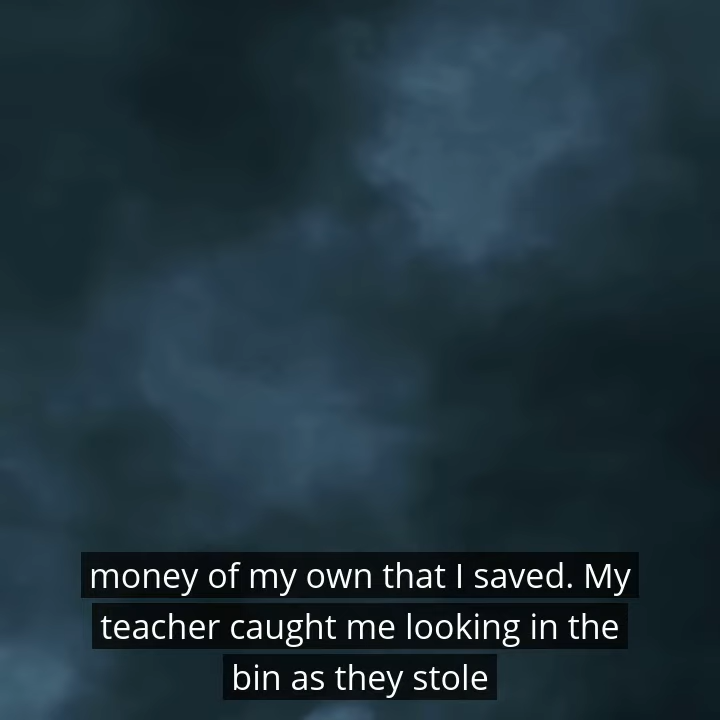 money of my own that I saved. My
teacher caught me looking in the
bin as they stole